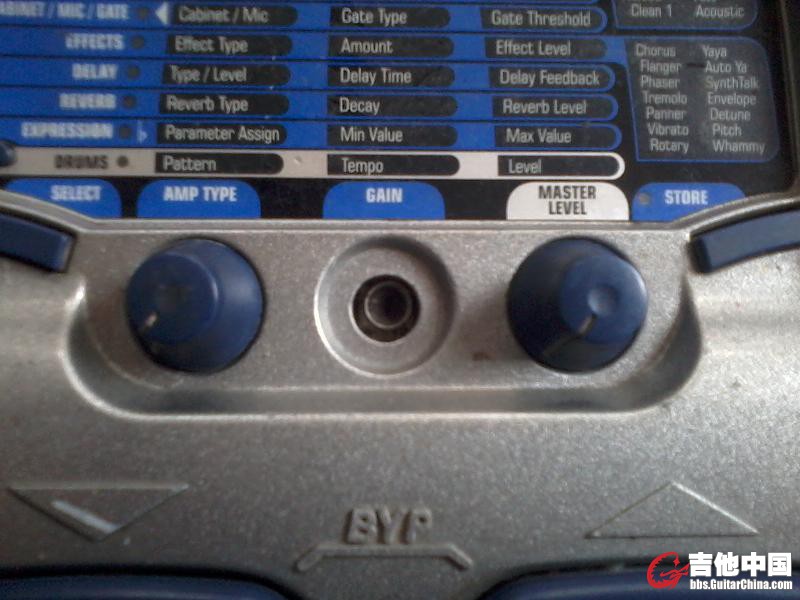 CABINET / MIC / GATE Cabinet / Mic Gate Type Gate Threshold
EFFECTS Effect Type Amount Effect Level
DELAY Type / Level Delay Time Delay Feedback
REVERB Reverb Type Decay Reverb Level
EXPRESSION Parameter Assign Min Value Max Value
DRUMS Pattern Tempo Level
Clean 1 Acoustic
Chorus Yaya
Flanger Auto Ya
Phaser SynthTalk
Tremolo Envelope
Panner Detune
Vibrato Pitch
Rotary Whammy
SELECT AMP TYPE GAIN MASTER LEVEL STORE
BYP
吉他中国
bbs.GuitarChina.com